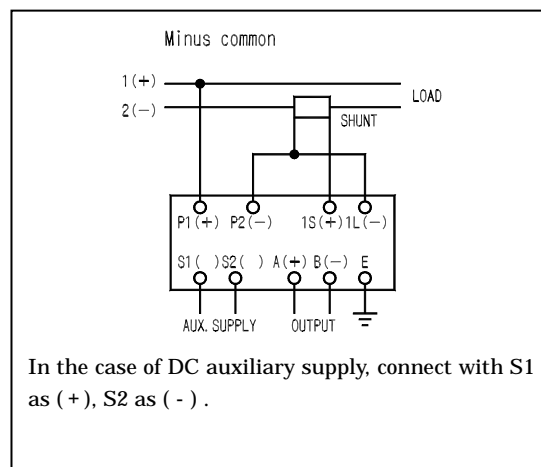 Minus common
1(+)
LOAD
2(−)
SHUNT
P1(+) P2(−) 1S(+) 1L(−)
S1( ) S2( ) A(+) B(−) E
AUX. SUPPLY OUTPUT
In the case of DC auxiliary supply, connect with S1
as (+), S2 as (-) .